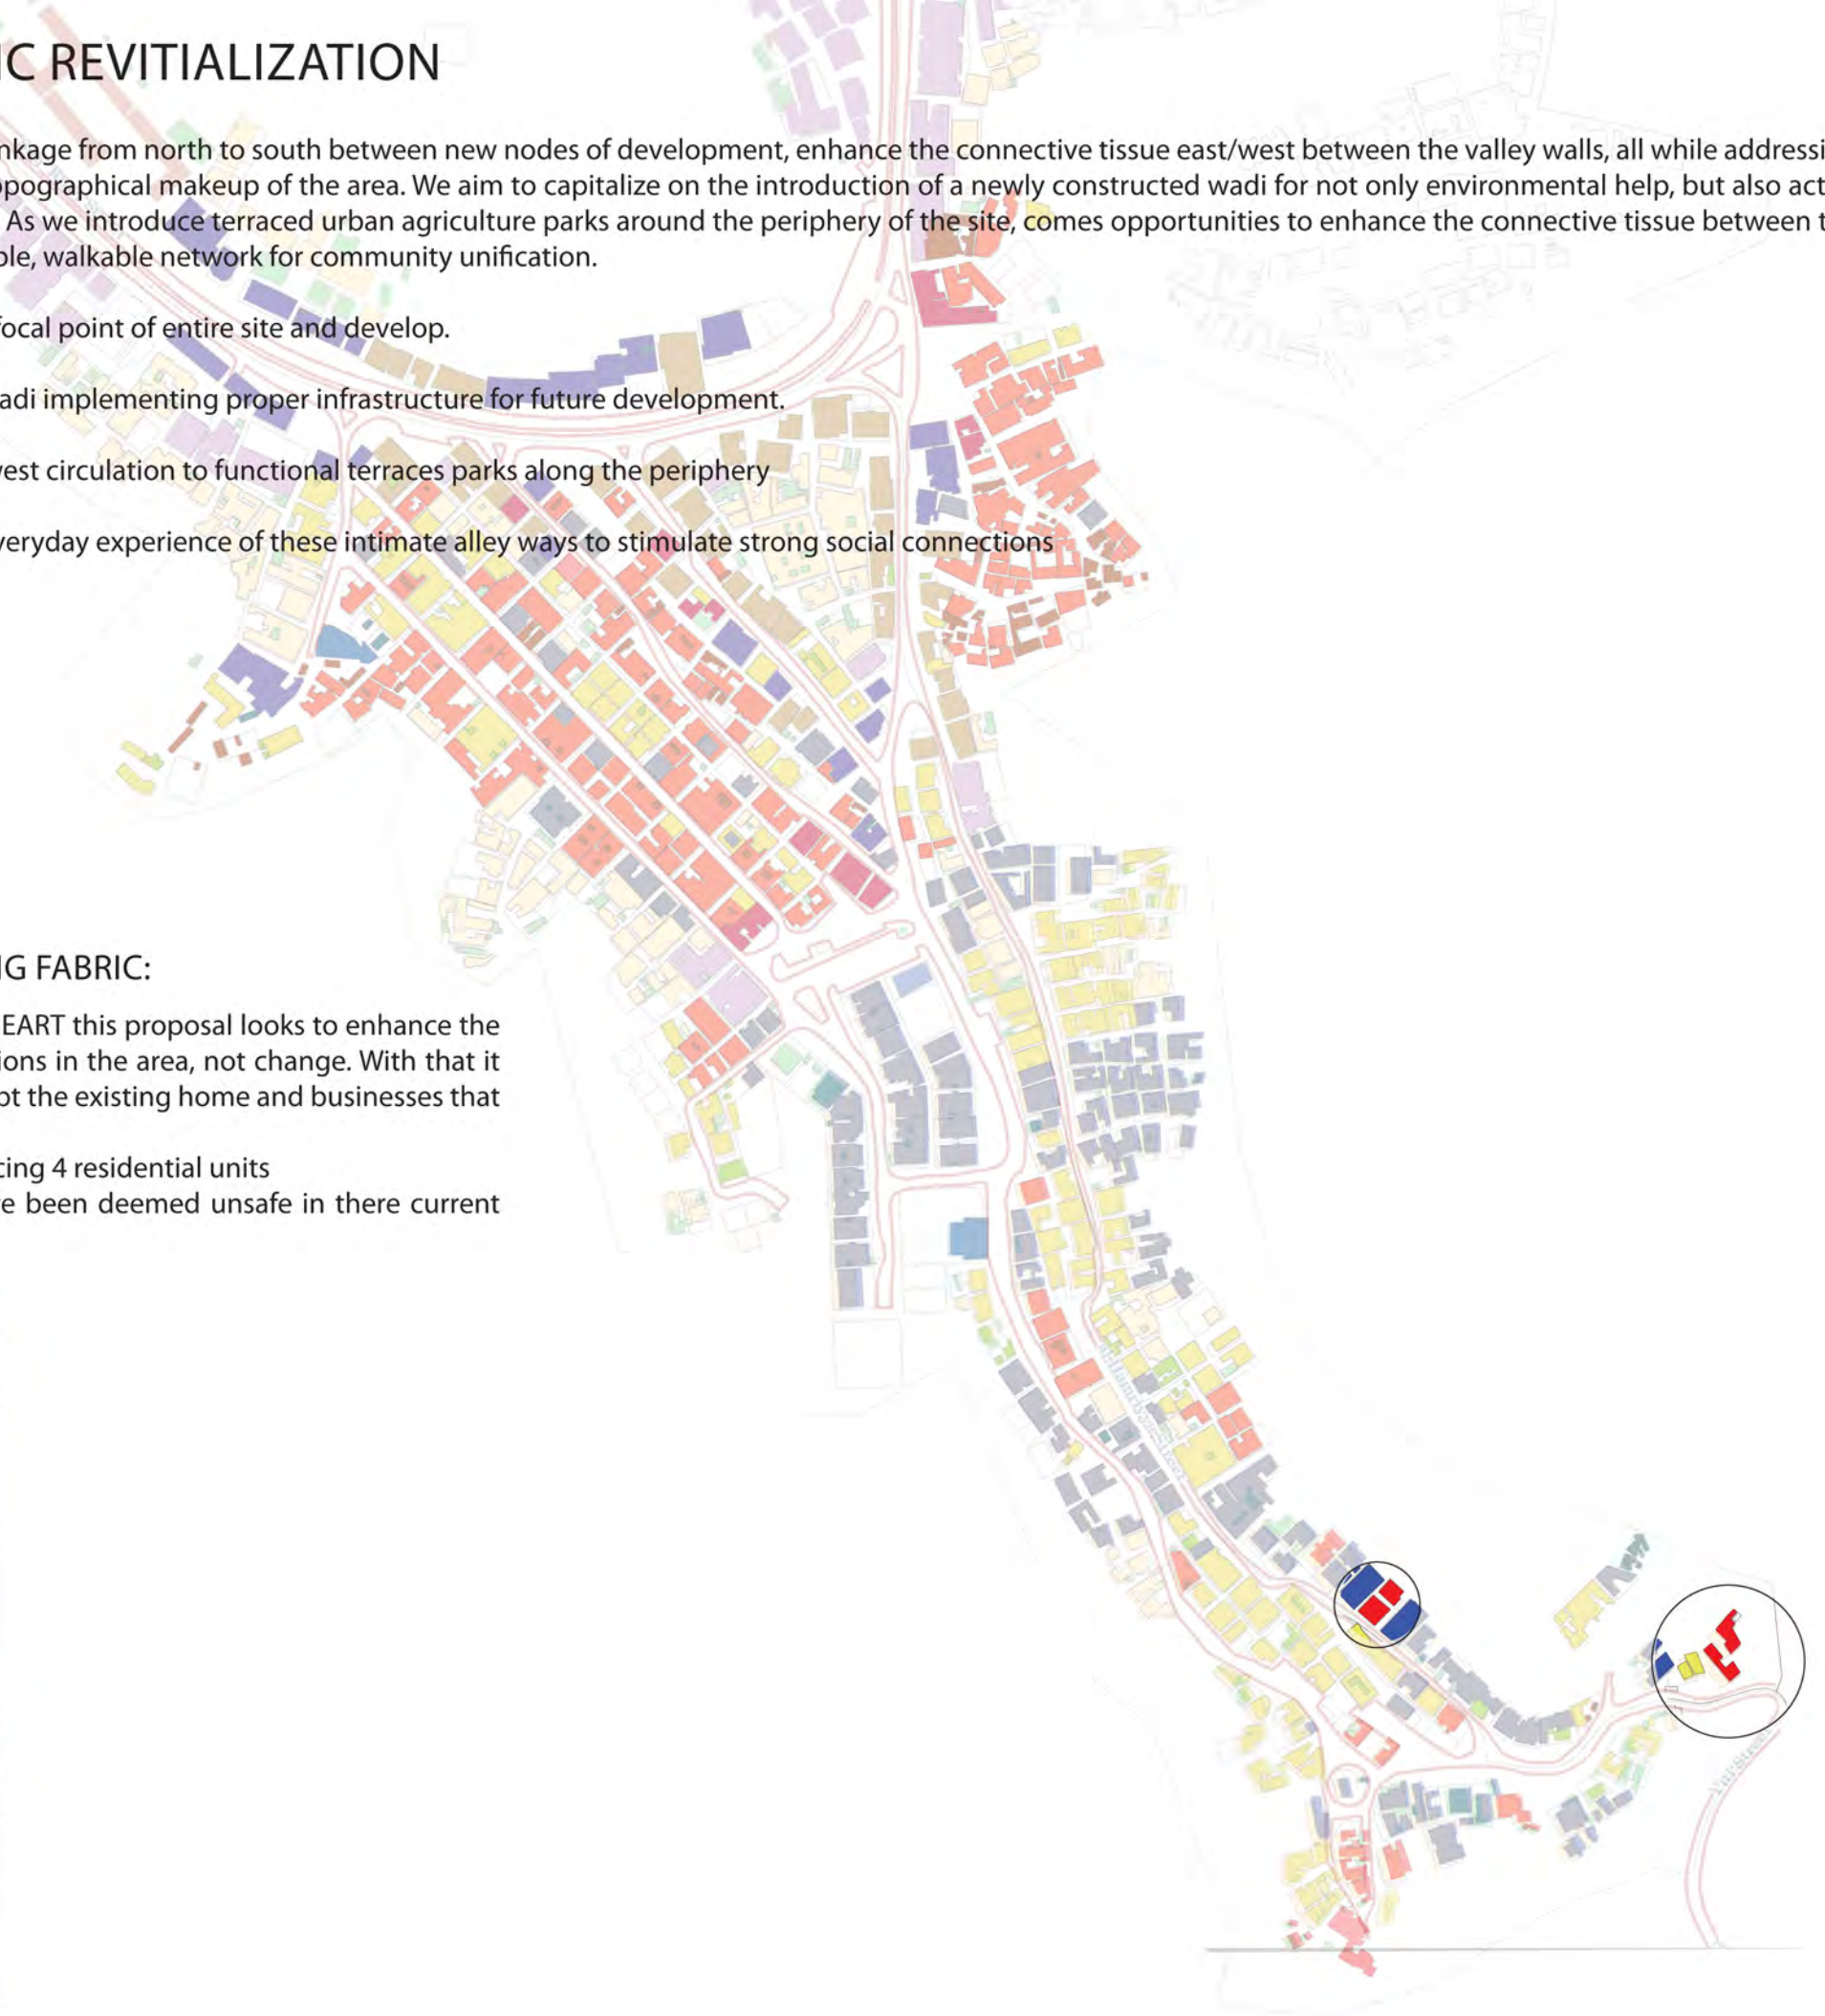 IC REVITIALIZATION
nkage from north to south between new nodes of development, enhance the connective tissue east/west between the valley walls, all while addressi
opographical makeup of the area. We aim to capitalize on the introduction of a newly constructed wadi for not only environmental help, but also act
As we introduce terraced urban agriculture parks around the periphery of the site, comes opportunities to enhance the connective tissue between t
ble, walkable network for community unification.
focal point of entire site and develop.
adi implementing proper infrastructure for future development.
vest circulation to functional terraces parks along the periphery
veryday experience of these intimate alley ways to stimulate strong social connections
IG FABRIC:
EART this proposal looks to enhance the
ions in the area, not change. With that it
pt the existing home and businesses that
cing 4 residential units
e been deemed unsafe in there current